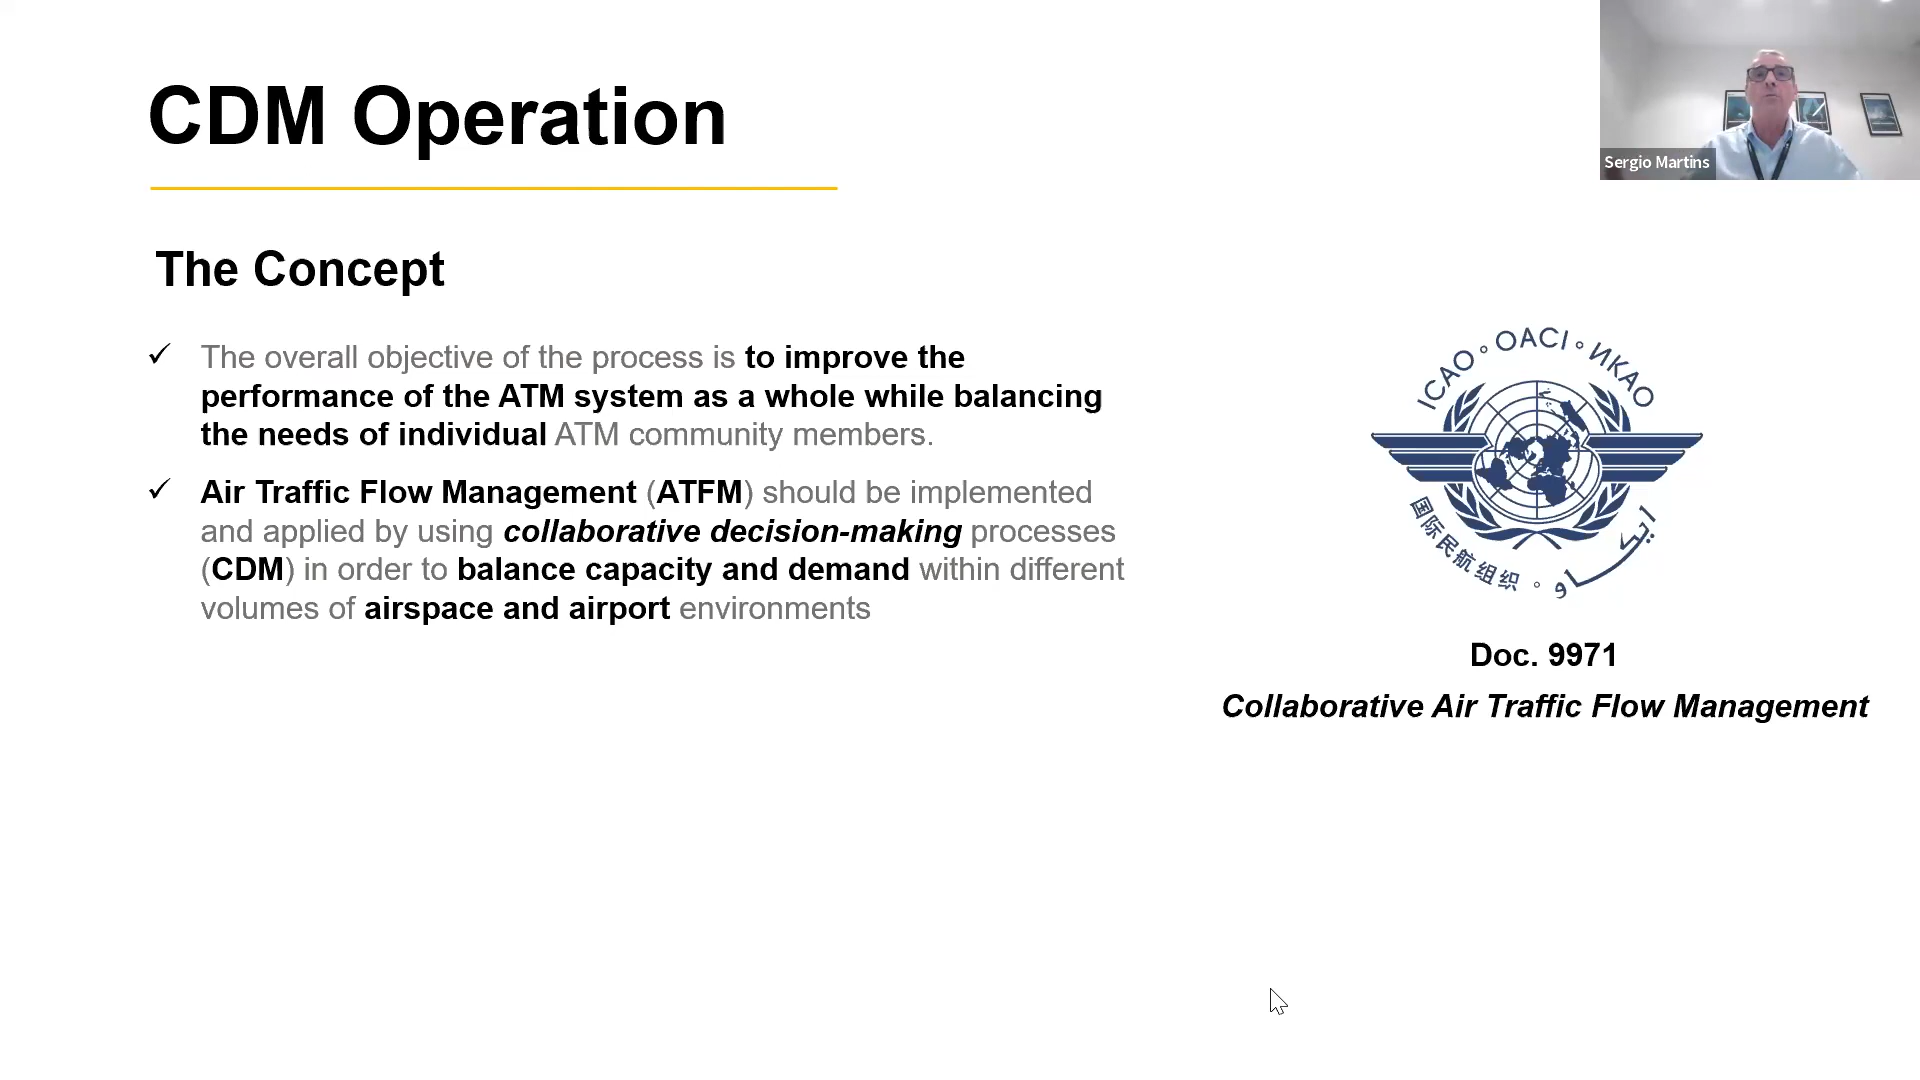 CDM Operation
Sergio Martins
The Concept
The overall objective of the process is to improve the
performance of the ATM system as a whole while balancing
the needs of individual ATM community members.
Air Traffic Flow Management (ATFM) should be implemented
and applied by using collaborative decision-making processes
(CDM) in order to balance capacity and demand within different
volumes of airspace and airport environments
ICAO ° OACI ° ИКАО
国际民航组织 ° ايكاو
Doc. 9971
Collaborative Air Traffic Flow Management